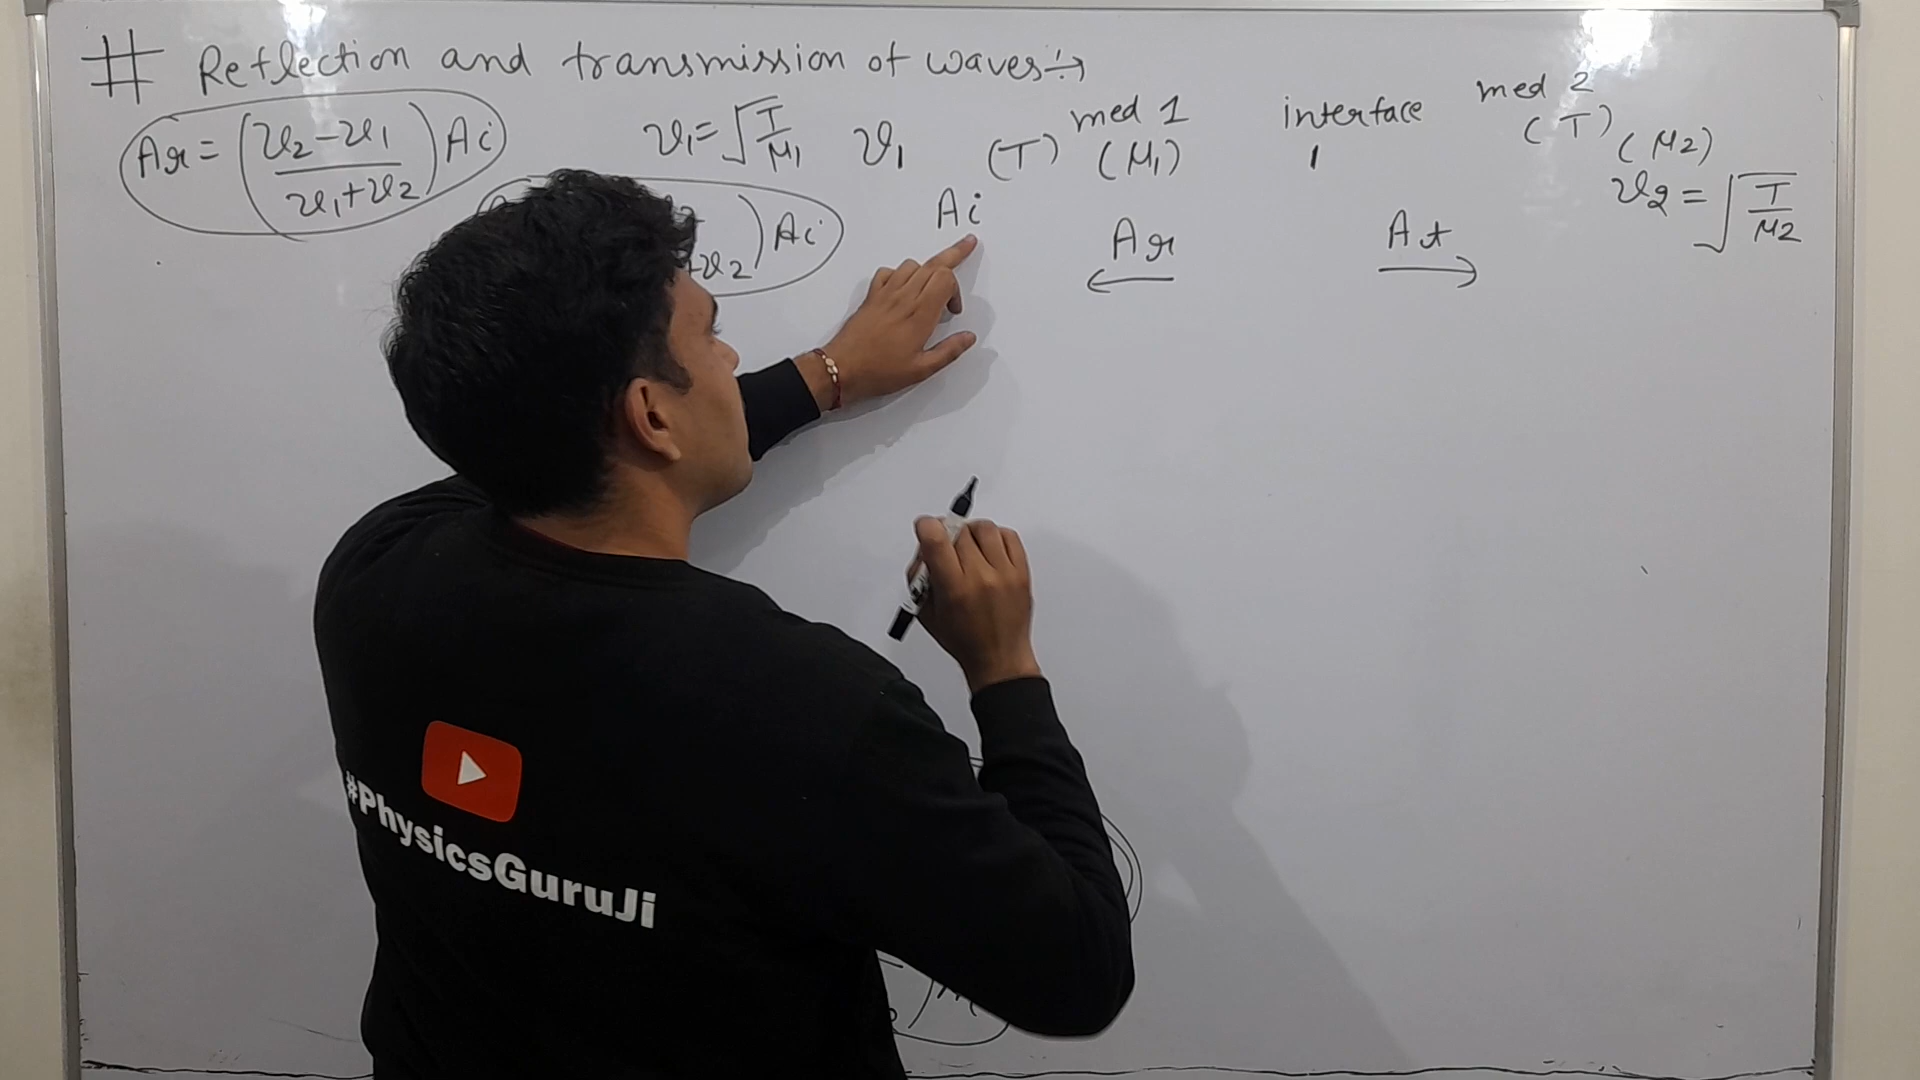 # Reflection and transmission of waves :→
Ar = (v2 - v1 / v1 + v2) Ai
v1 = √T/μ1 v1 (T) med 1 (μ1)
interface
med 2 (T) (μ2)
v2 = √T/μ2
+v2) Ai
Ai
Ar
←
At
→
#PhysicsGuruJi